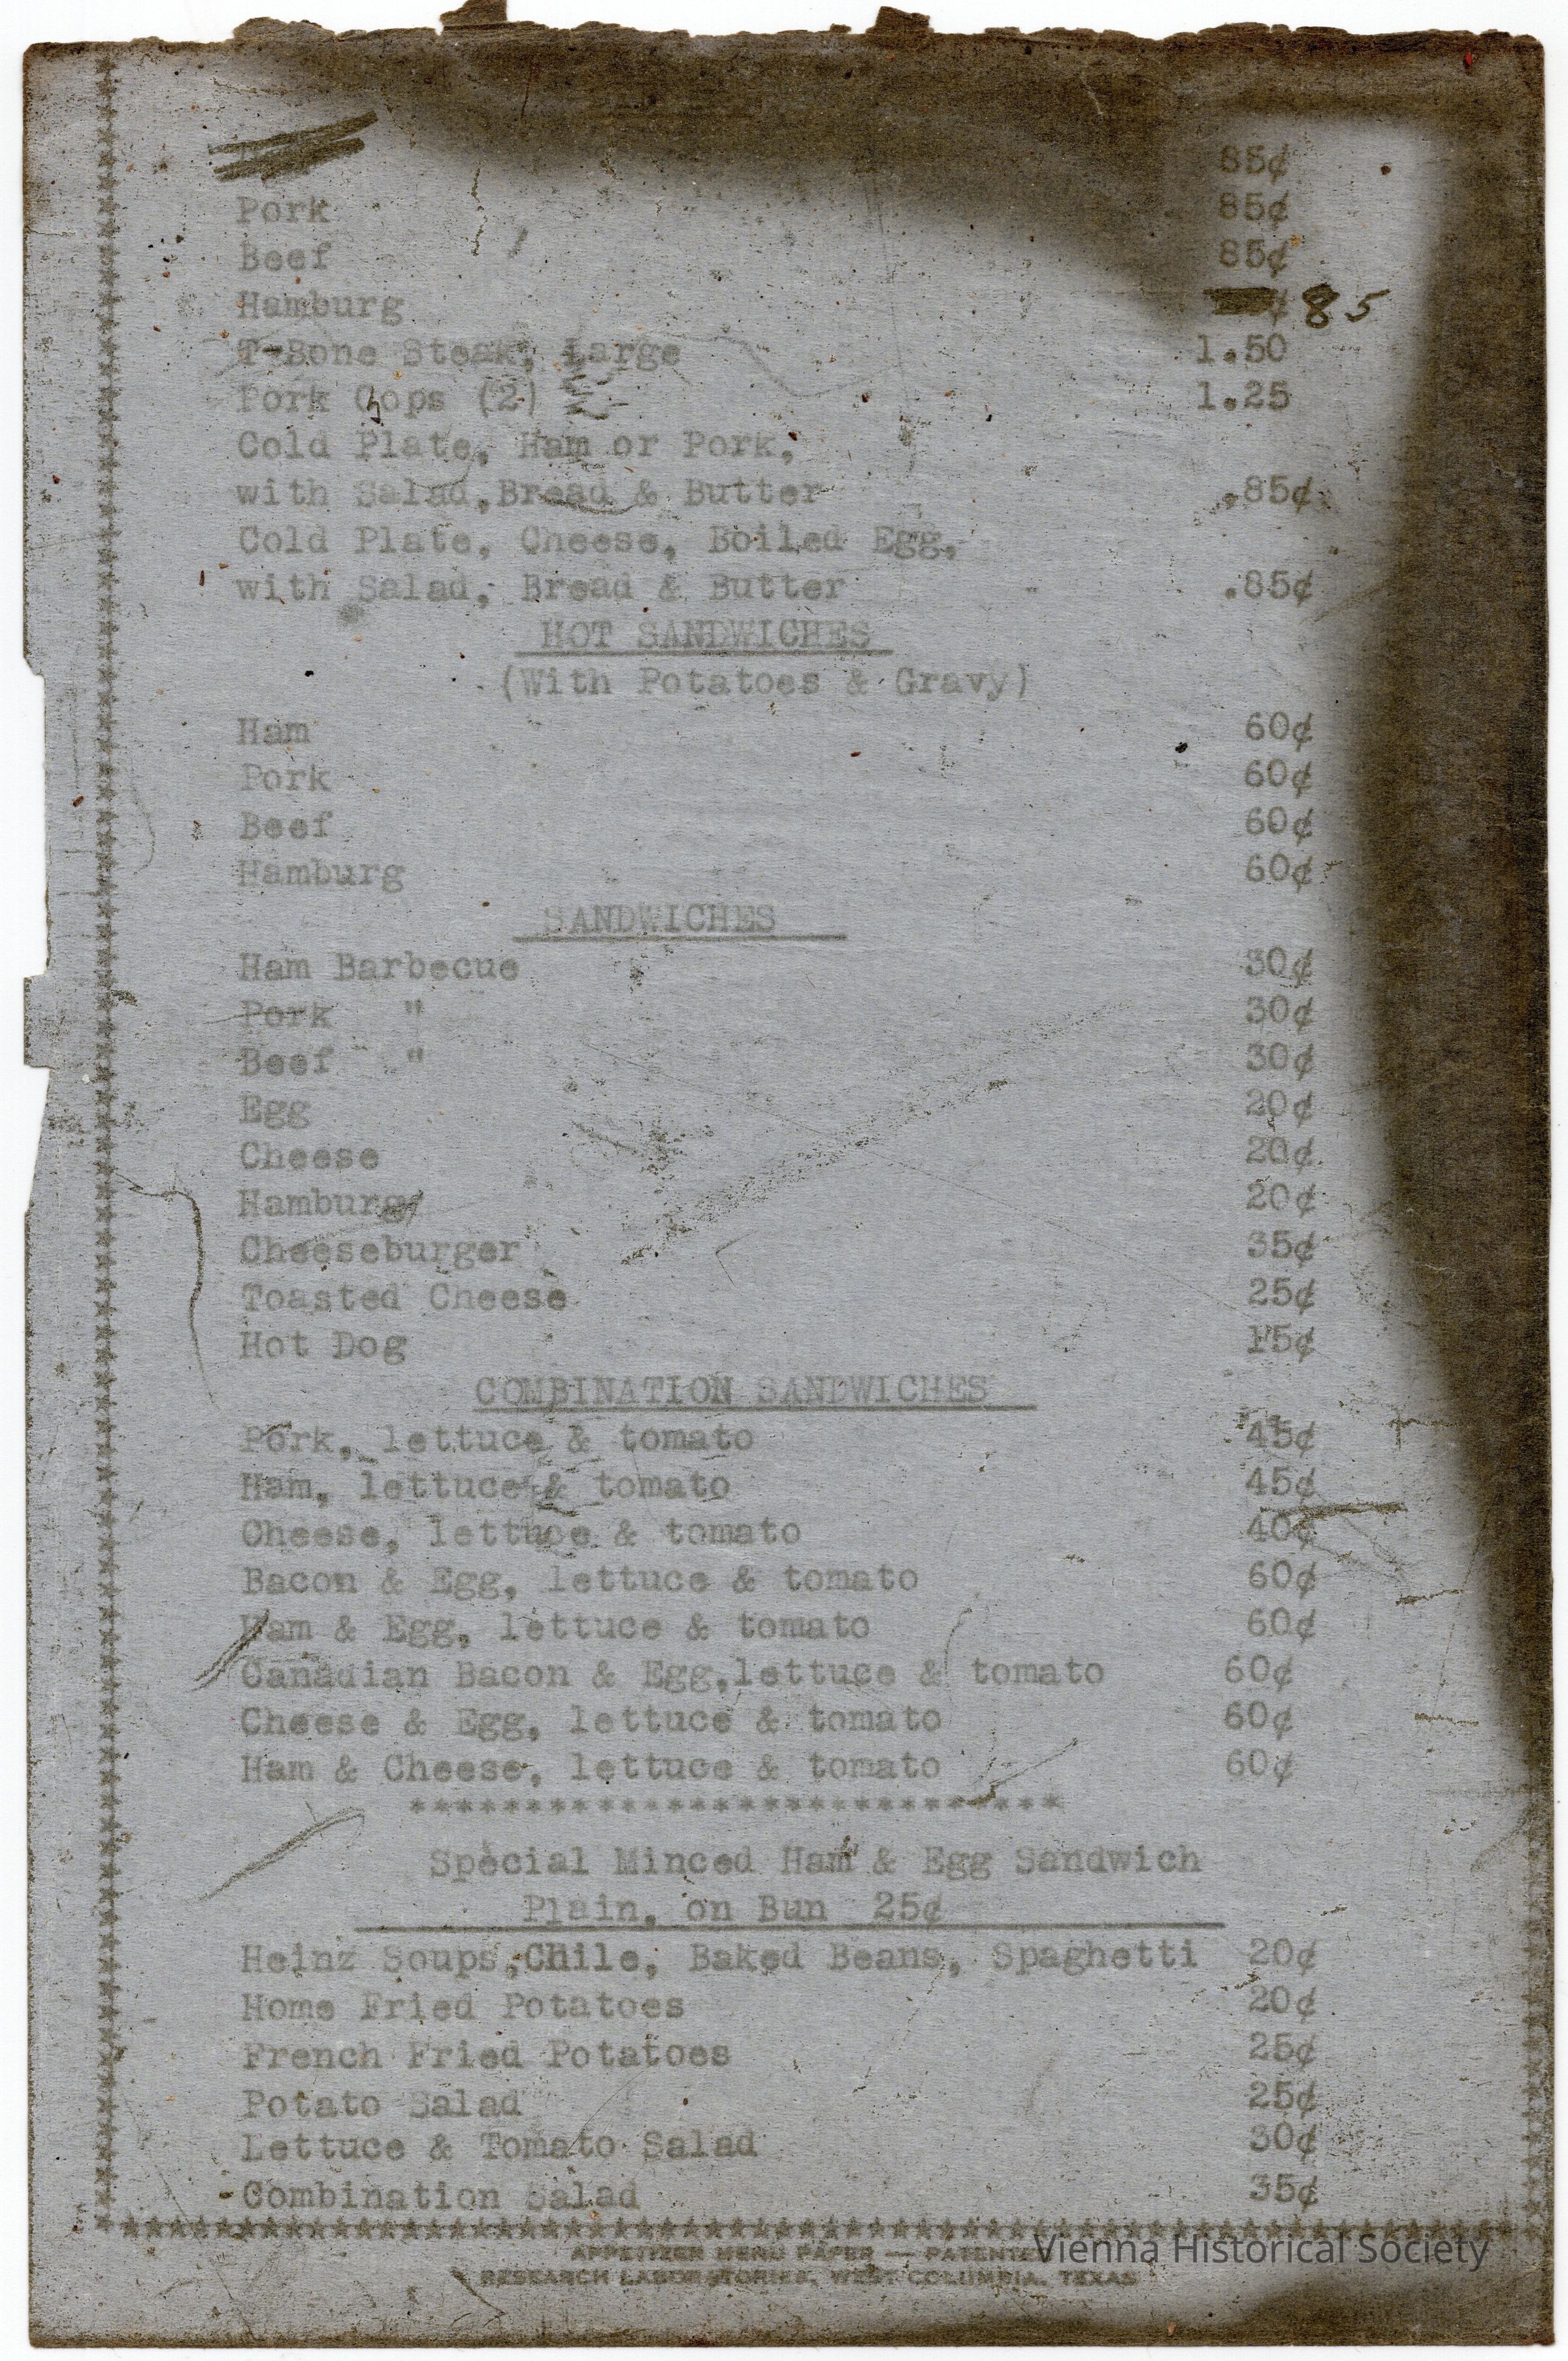 85¢
Pork 85¢
Beef 85¢
Hamburg ¢ 85
T-Bone Steak, Large 1.50
Pork Chops (2) 1.25
Cold Plate, Ham or Pork,
with Salad,Bread & Butter .85¢
Cold Plate, Cheese, Boiled Egg,
with Salad, Bread & Butter .85¢
HOT SANDWICHES
(With Potatoes & Gravy)
Ham 60¢
Pork 60¢
Beef 60¢
Hamburg 60¢
SANDWICHES
Ham Barbecue 30¢
Pork " 30¢
Beef " 30¢
Egg 20¢
Cheese 20¢
Hamburg 20¢
Cheeseburger 35¢
Toasted Cheese 25¢
Hot Dog 15¢
COMBINATION SANDWICHES
Pork, lettuce & tomato 45¢
Ham, lettuce & tomato 45¢
Cheese, lettuce & tomato 40¢
Bacon & Egg, lettuce & tomato 60¢
Ham & Egg, lettuce & tomato 60¢
Canadian Bacon & Egg,lettuce & tomato 60¢
Cheese & Egg, lettuce & tomato 60¢
Ham & Cheese, lettuce & tomato 60¢
****************************
Special Minced Ham & Egg Sandwich
Plain, on Bun 25¢
Heinz Soups,Chile, Baked Beans, Spaghetti 20¢
Home Fried Potatoes 20¢
French Fried Potatoes 25¢
Potato Salad 25¢
Lettuce & Tomato Salad 30¢
Combination Salad 35¢
APPETIZER MENU PAPER — PATENTED
RESEARCH LABORATORIES, WEST COLUMBIA, TEXAS
Vienna Historical Society